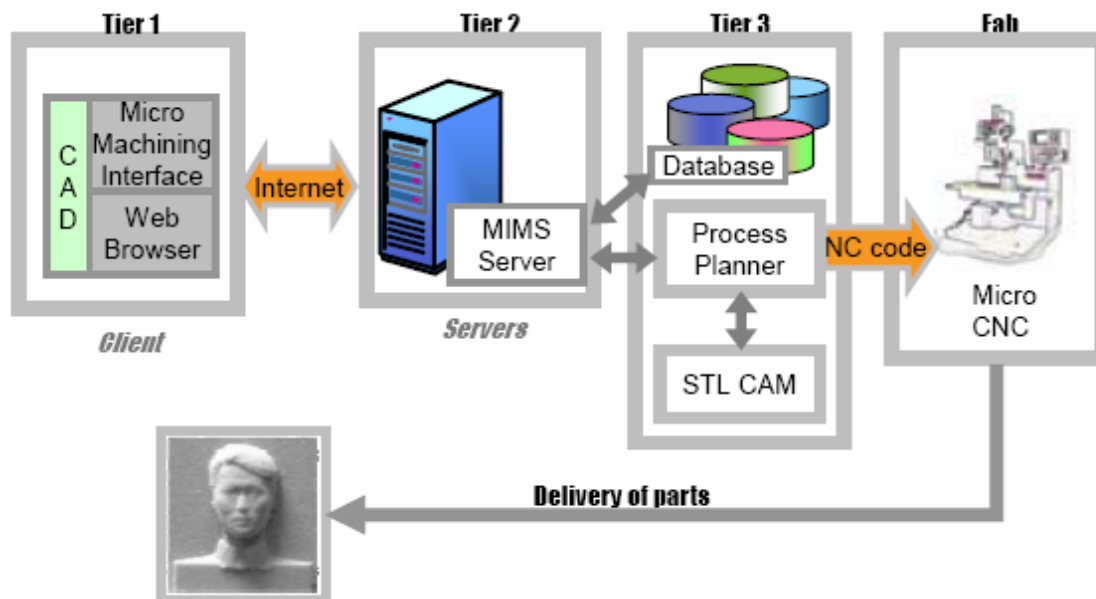 Tier 1
Tier 2
Tier 3
Fab
C
A
D
Micro
Machining
Interface
Web
Browser
Internet
MIMS
Server
Database
Process
Planner
STL CAM
NC code
Micro
CNC
Client
Servers
Delivery of parts